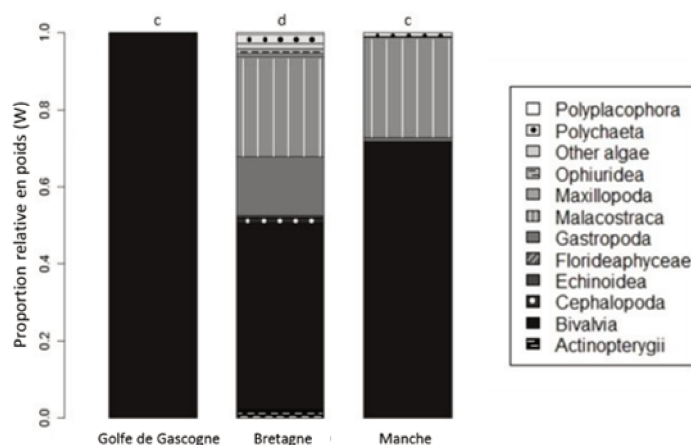 c d c
Proportion relative en poids (W)
1.0
0.8
0.6
0.4
0.2
0.0
Golfe de Gascogne Bretagne Manche
Polyplacophora
Polychaeta
Other algae
Ophiuridea
Maxillopoda
Malacostraca
Gastropoda
Florideaphyceae
Echinoidea
Cephalopoda
Bivalvia
Actinopterygii